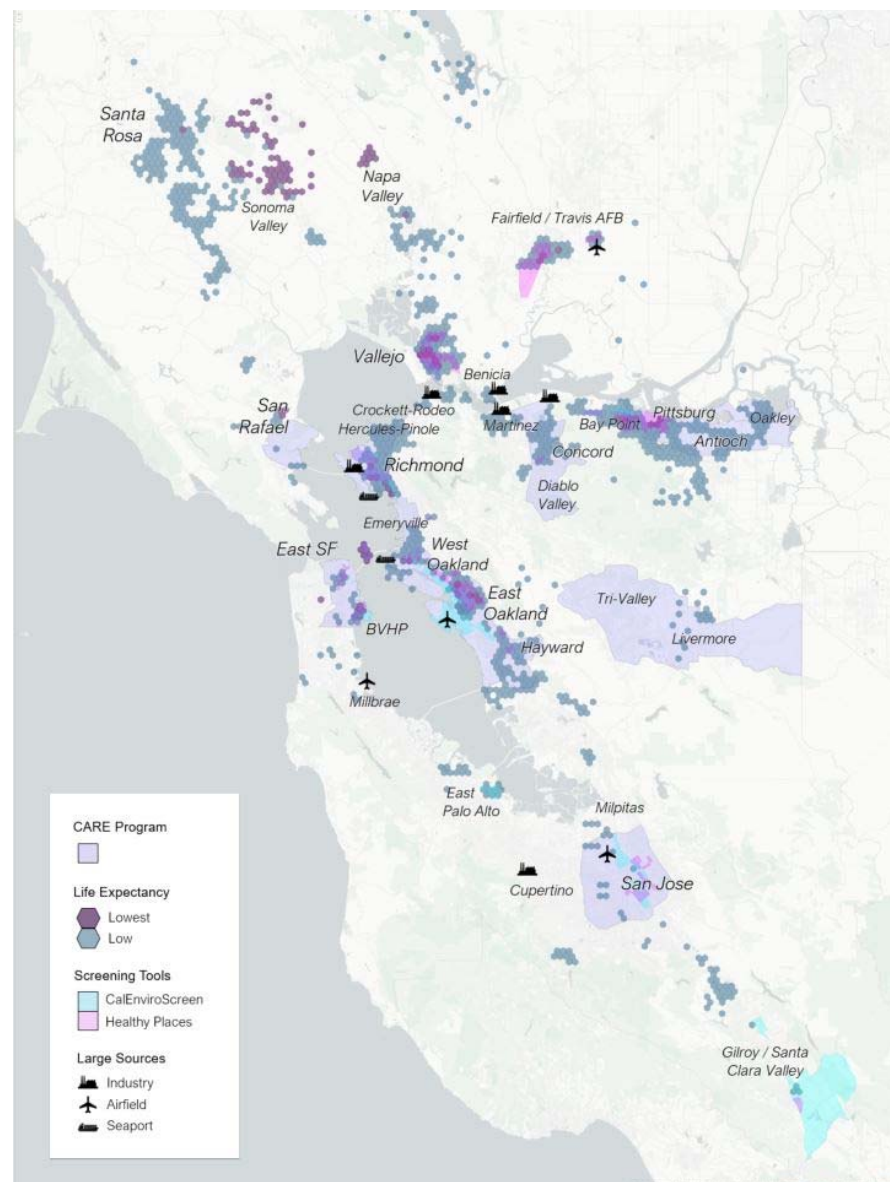 Santa
Rosa
Napa
Valley
Sonoma
Valley
Fairfield / Travis AFB
Vallejo
Benicia
San
Rafael
Crockett-Rodeo
Hercules-Pinole
Martinez
Bay Point
Pittsburg
Oakley
Antioch
Concord
Richmond
Diablo
Valley
Emeryville
East SF
West
Oakland
East
Oakland
Tri-Valley
Livermore
BVHP
Hayward
Millbrae
East
Palo Alto
Milpitas
Cupertino
San Jose
Gilroy / Santa
Clara Valley
CARE Program
Life Expectancy
Lowest
Low
Screening Tools
CalEnviroScreen
Healthy Places
Large Sources
Industry
Airfield
Seaport